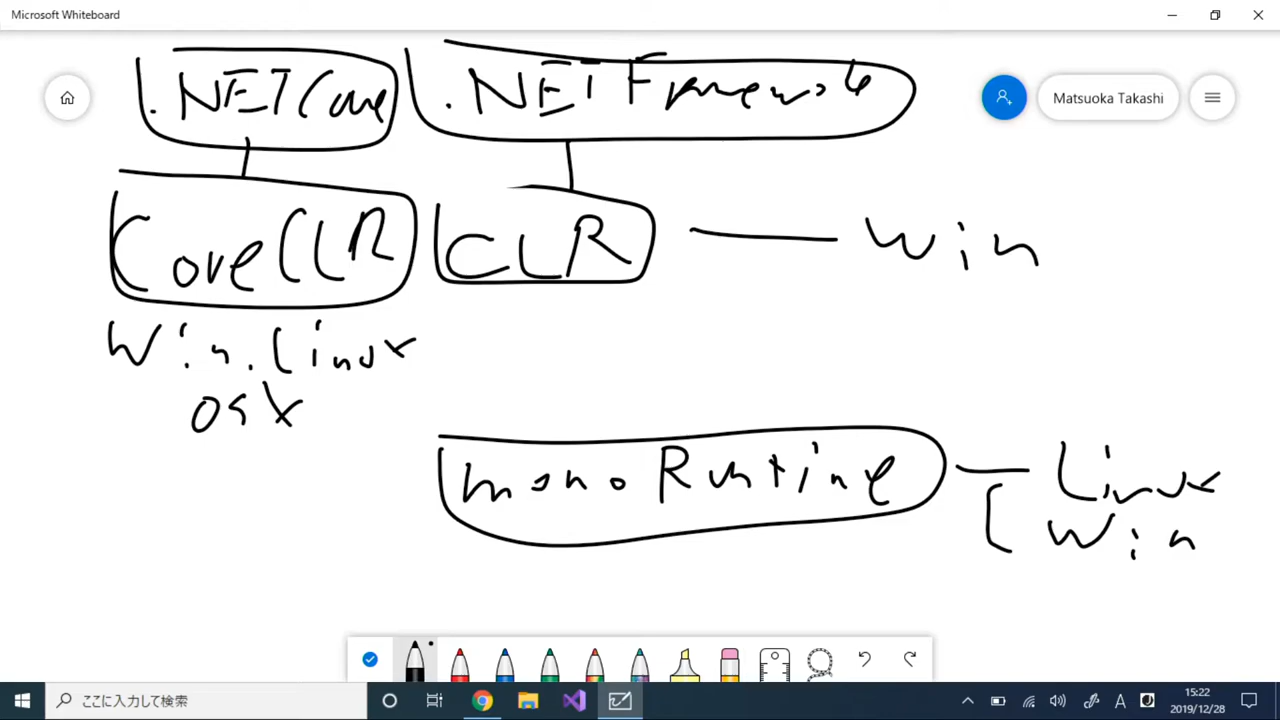 Microsoft Whiteboard
.NET Core
.NET Framework
Matsuoka Takashi
CoreCLR
CLR
Win
Win. Linux
OSX
mono Runtine
Linux
Win
ここに入力して検索
A
15:22
2019/12/28